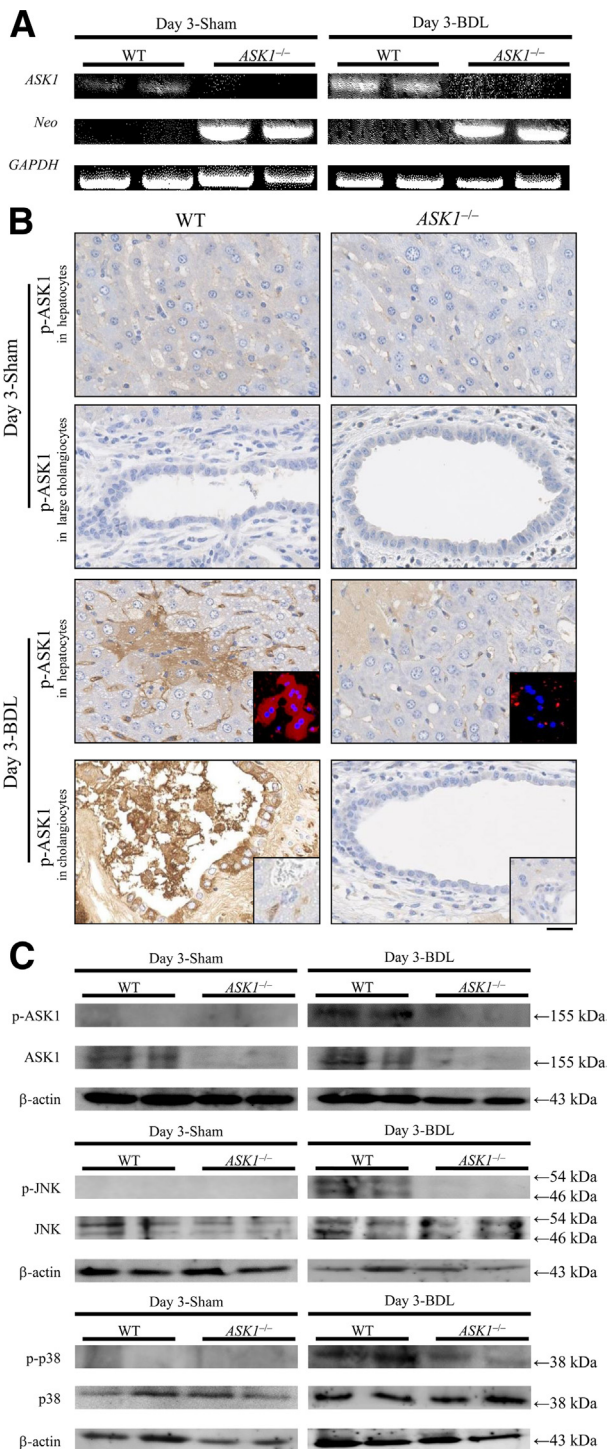 A
Day 3-Sham Day 3-BDL
WT ASK1–/– WT ASK1–/–
ASK1
Neo
GAPDH
B
WT ASK1–/–
Day 3-Sham
p-ASK1
in hepatocytes
p-ASK1
in large cholangiocytes
Day 3-BDL
p-ASK1
in hepatocytes
p-ASK1
in cholangiocytes
C
Day 3-Sham Day 3-BDL
WT ASK1–/– WT ASK1–/–
p-ASK1 ←155 kDa
ASK1 ←155 kDa
β-actin ←43 kDa
Day 3-Sham Day 3-BDL
WT ASK1–/– WT ASK1–/–
p-JNK ←54 kDa
←46 kDa
JNK ←54 kDa
←46 kDa
β-actin ←43 kDa
Day 3-Sham Day 3-BDL
WT ASK1–/– WT ASK1–/–
p-p38 ←38 kDa
p38 ←38 kDa
β-actin ←43 kDa